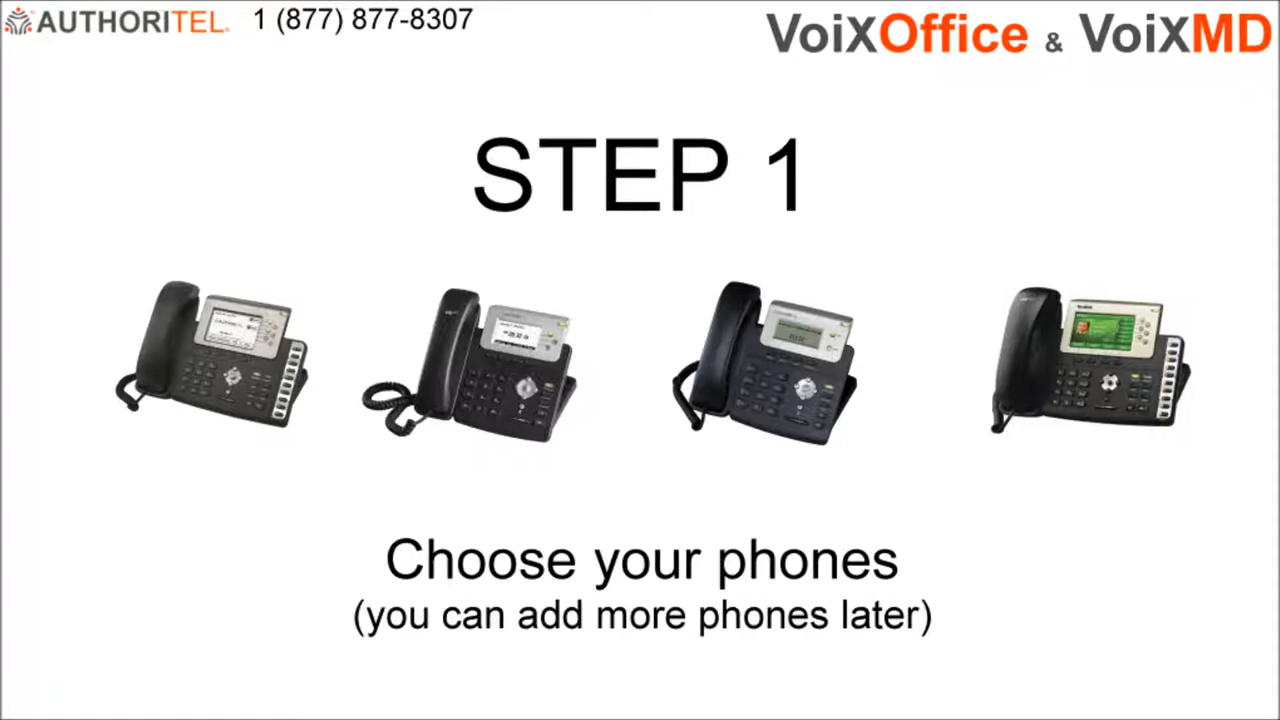 AUTHORITEL® 1 (877) 877-8307
VoiXOffice & VoiXMD
STEP 1
Choose your phones
(you can add more phones later)